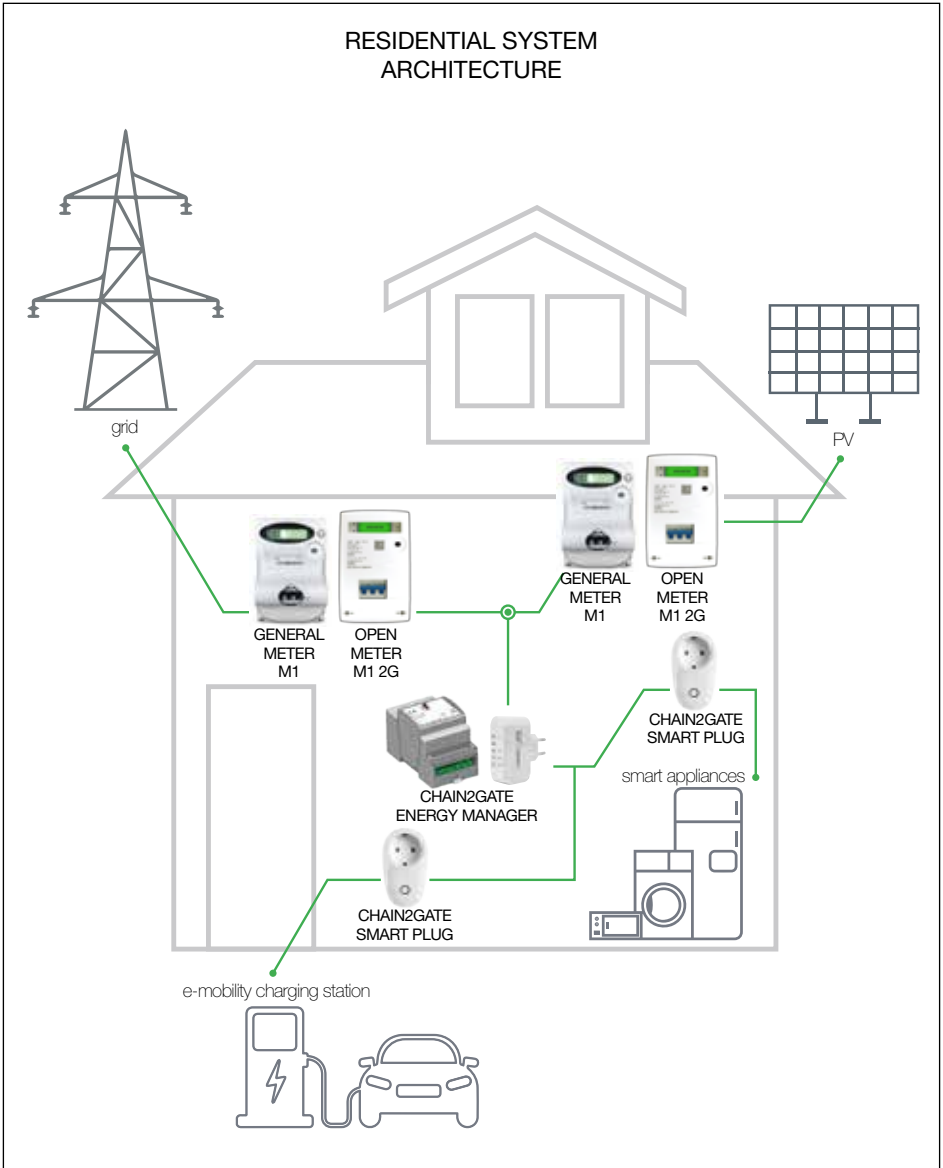 RESIDENTIAL SYSTEM
ARCHITECTURE
grid
PV
GENERAL
METER
M1
OPEN
METER
M1 2G
GENERAL
METER
M1
OPEN
METER
M1 2G
CHAIN2GATE
SMART PLUG
smart appliances
CHAIN2GATE
ENERGY MANAGER
CHAIN2GATE
SMART PLUG
e-mobility charging station